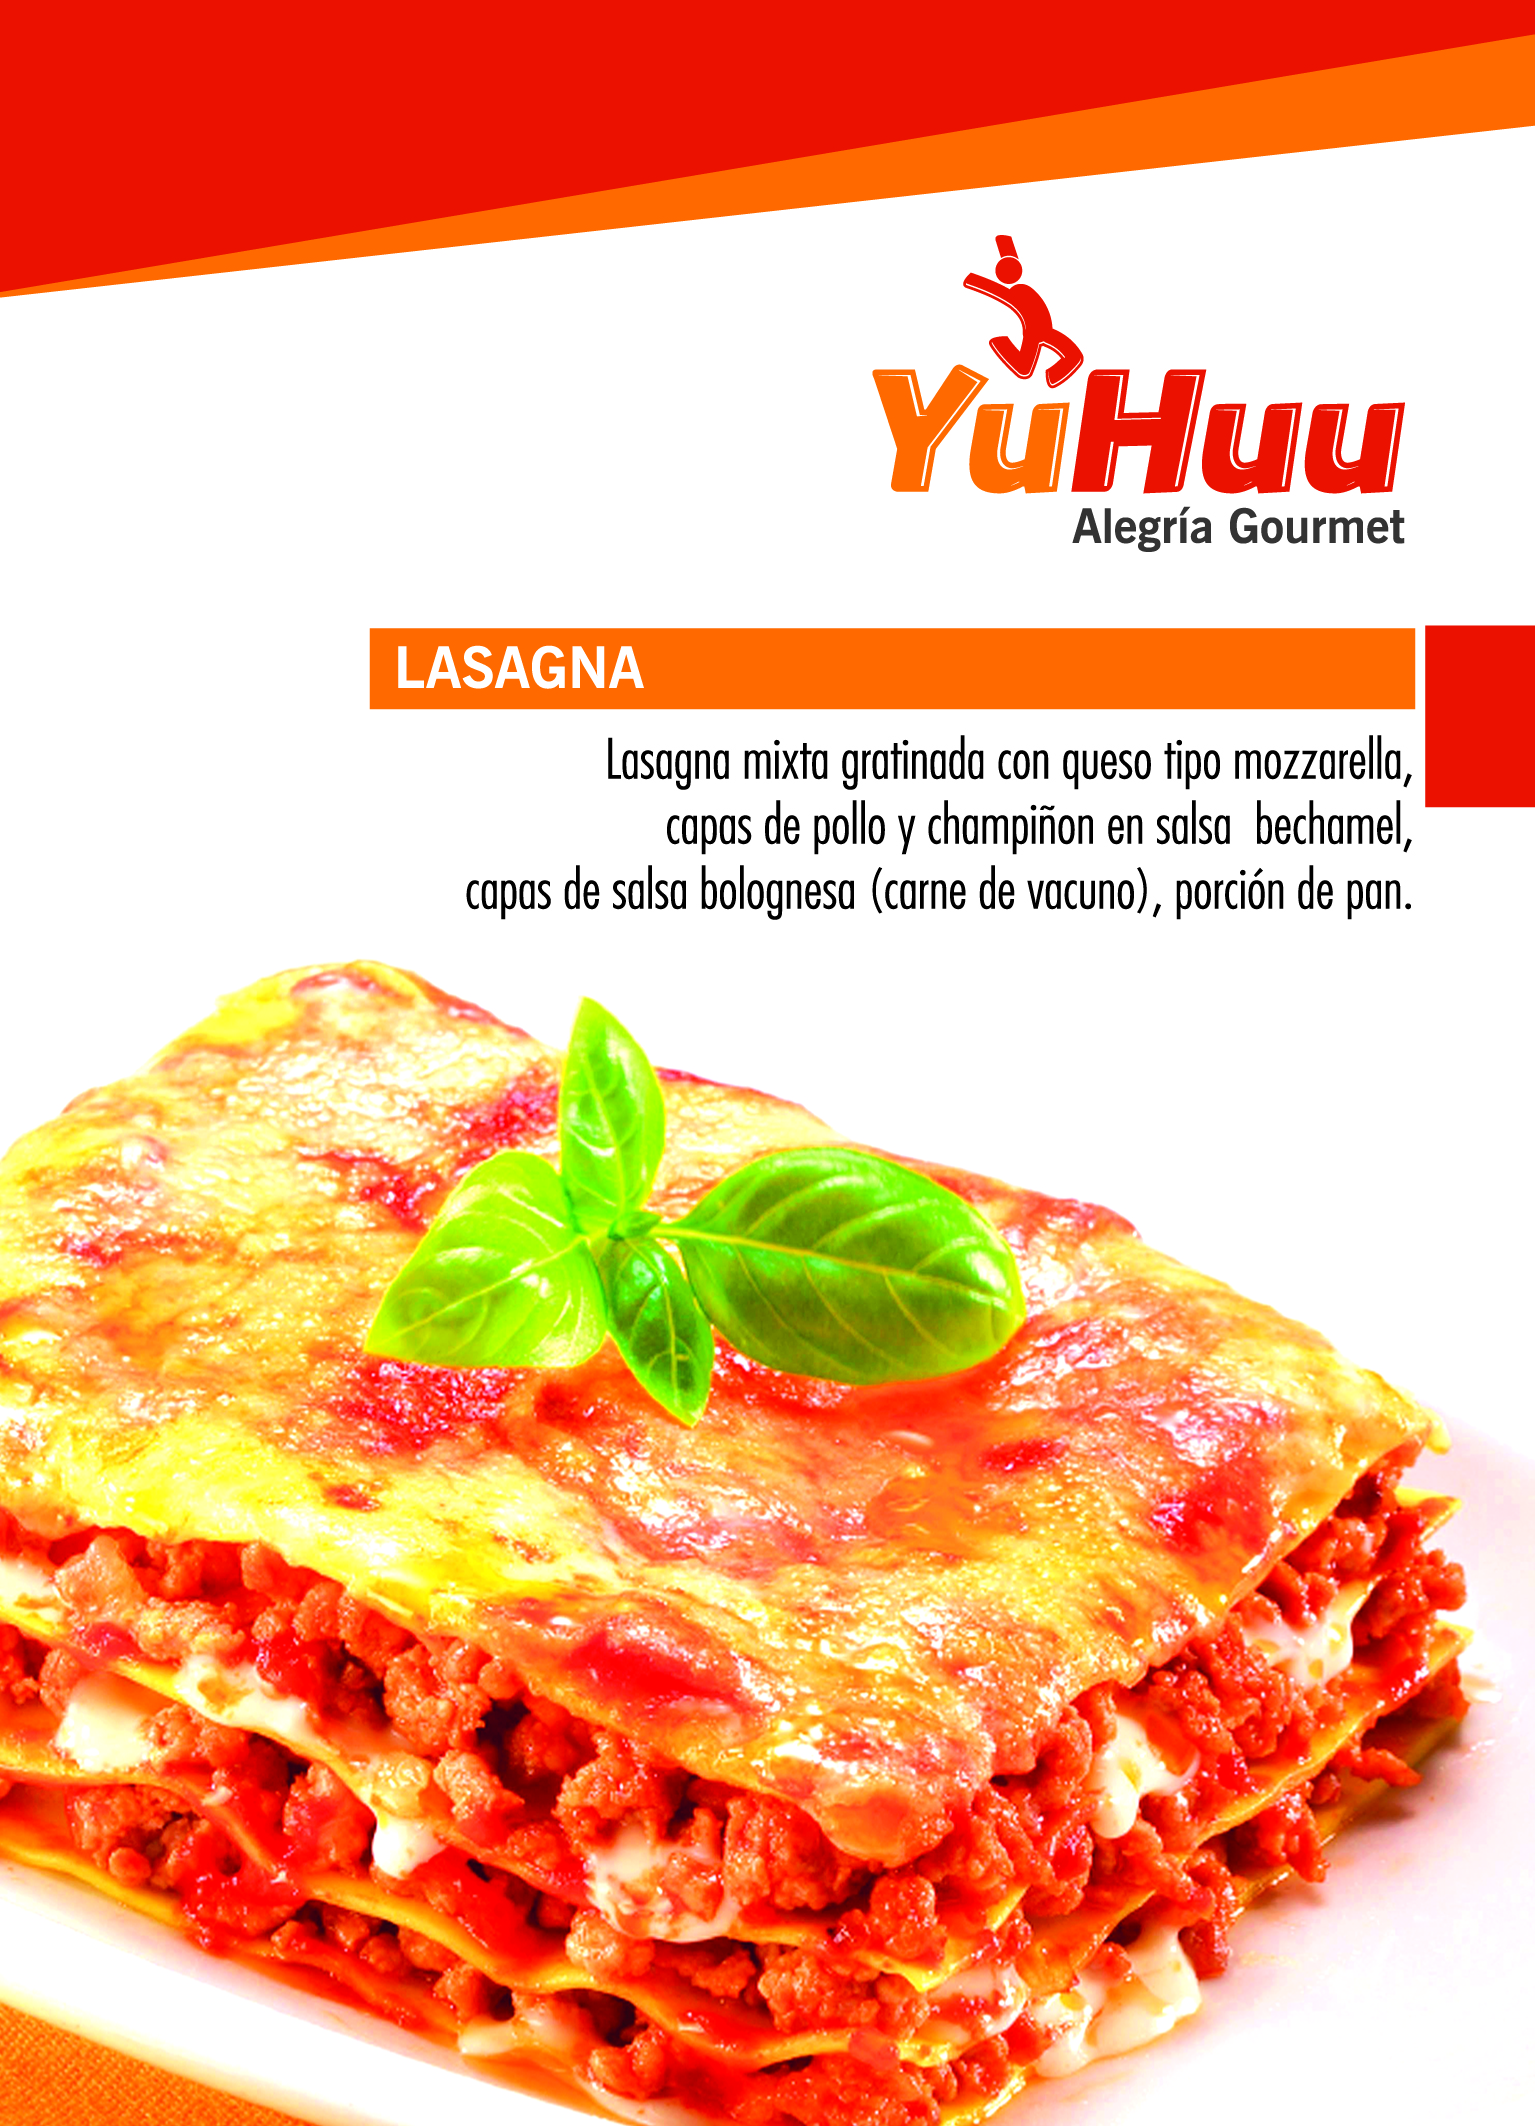 YuHuu
Alegría Gourmet
LASAGNA
Lasagna mixta gratinada con queso tipo mozzarella,
capas de pollo y champiñon en salsa bechamel,
capas de salsa bolognesa (carne de vacuno), porción de pan.